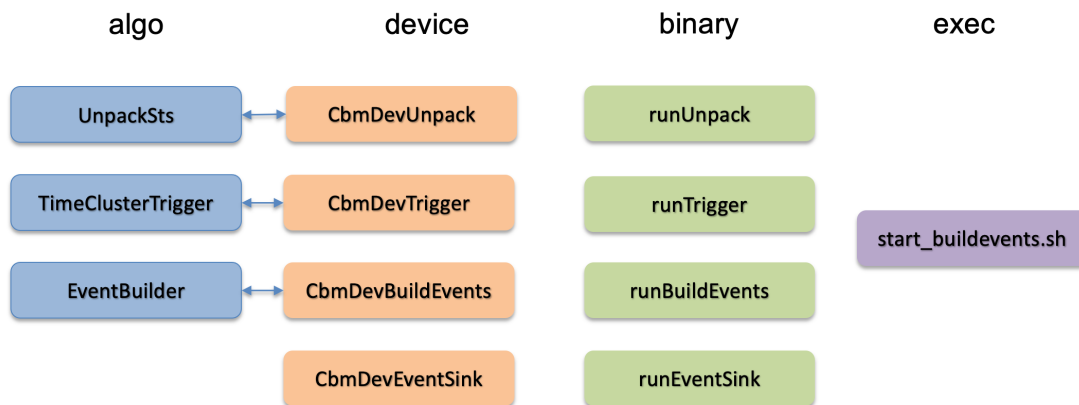 algo device binary exec
UnpackSts CbmDevUnpack runUnpack
TimeClusterTrigger CbmDevTrigger runTrigger
start_buildevents.sh
EventBuilder CbmDevBuildEvents runBuildEvents
CbmDevEventSink runEventSink